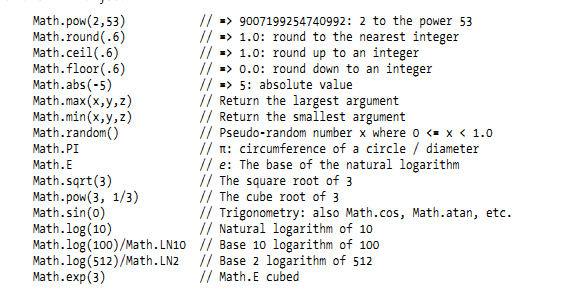 Math.pow(2,53) // => 9007199254740992: 2 to the power 53
Math.round(.6) // => 1.0: round to the nearest integer
Math.ceil(.6) // => 1.0: round up to an integer
Math.floor(.6) // => 0.0: round down to an integer
Math.abs(-5) // => 5: absolute value
Math.max(x,y,z) // Return the largest argument
Math.min(x,y,z) // Return the smallest argument
Math.random() // Pseudo-random number x where 0 <= x < 1.0
Math.PI // π: circumference of a circle / diameter
Math.E // e: The base of the natural logarithm
Math.sqrt(3) // The square root of 3
Math.pow(3, 1/3) // The cube root of 3
Math.sin(0) // Trigonometry: also Math.cos, Math.atan, etc.
Math.log(10) // Natural logarithm of 10
Math.log(100)/Math.LN10 // Base 10 logarithm of 100
Math.log(512)/Math.LN2 // Base 2 logarithm of 512
Math.exp(3) // Math.E cubed